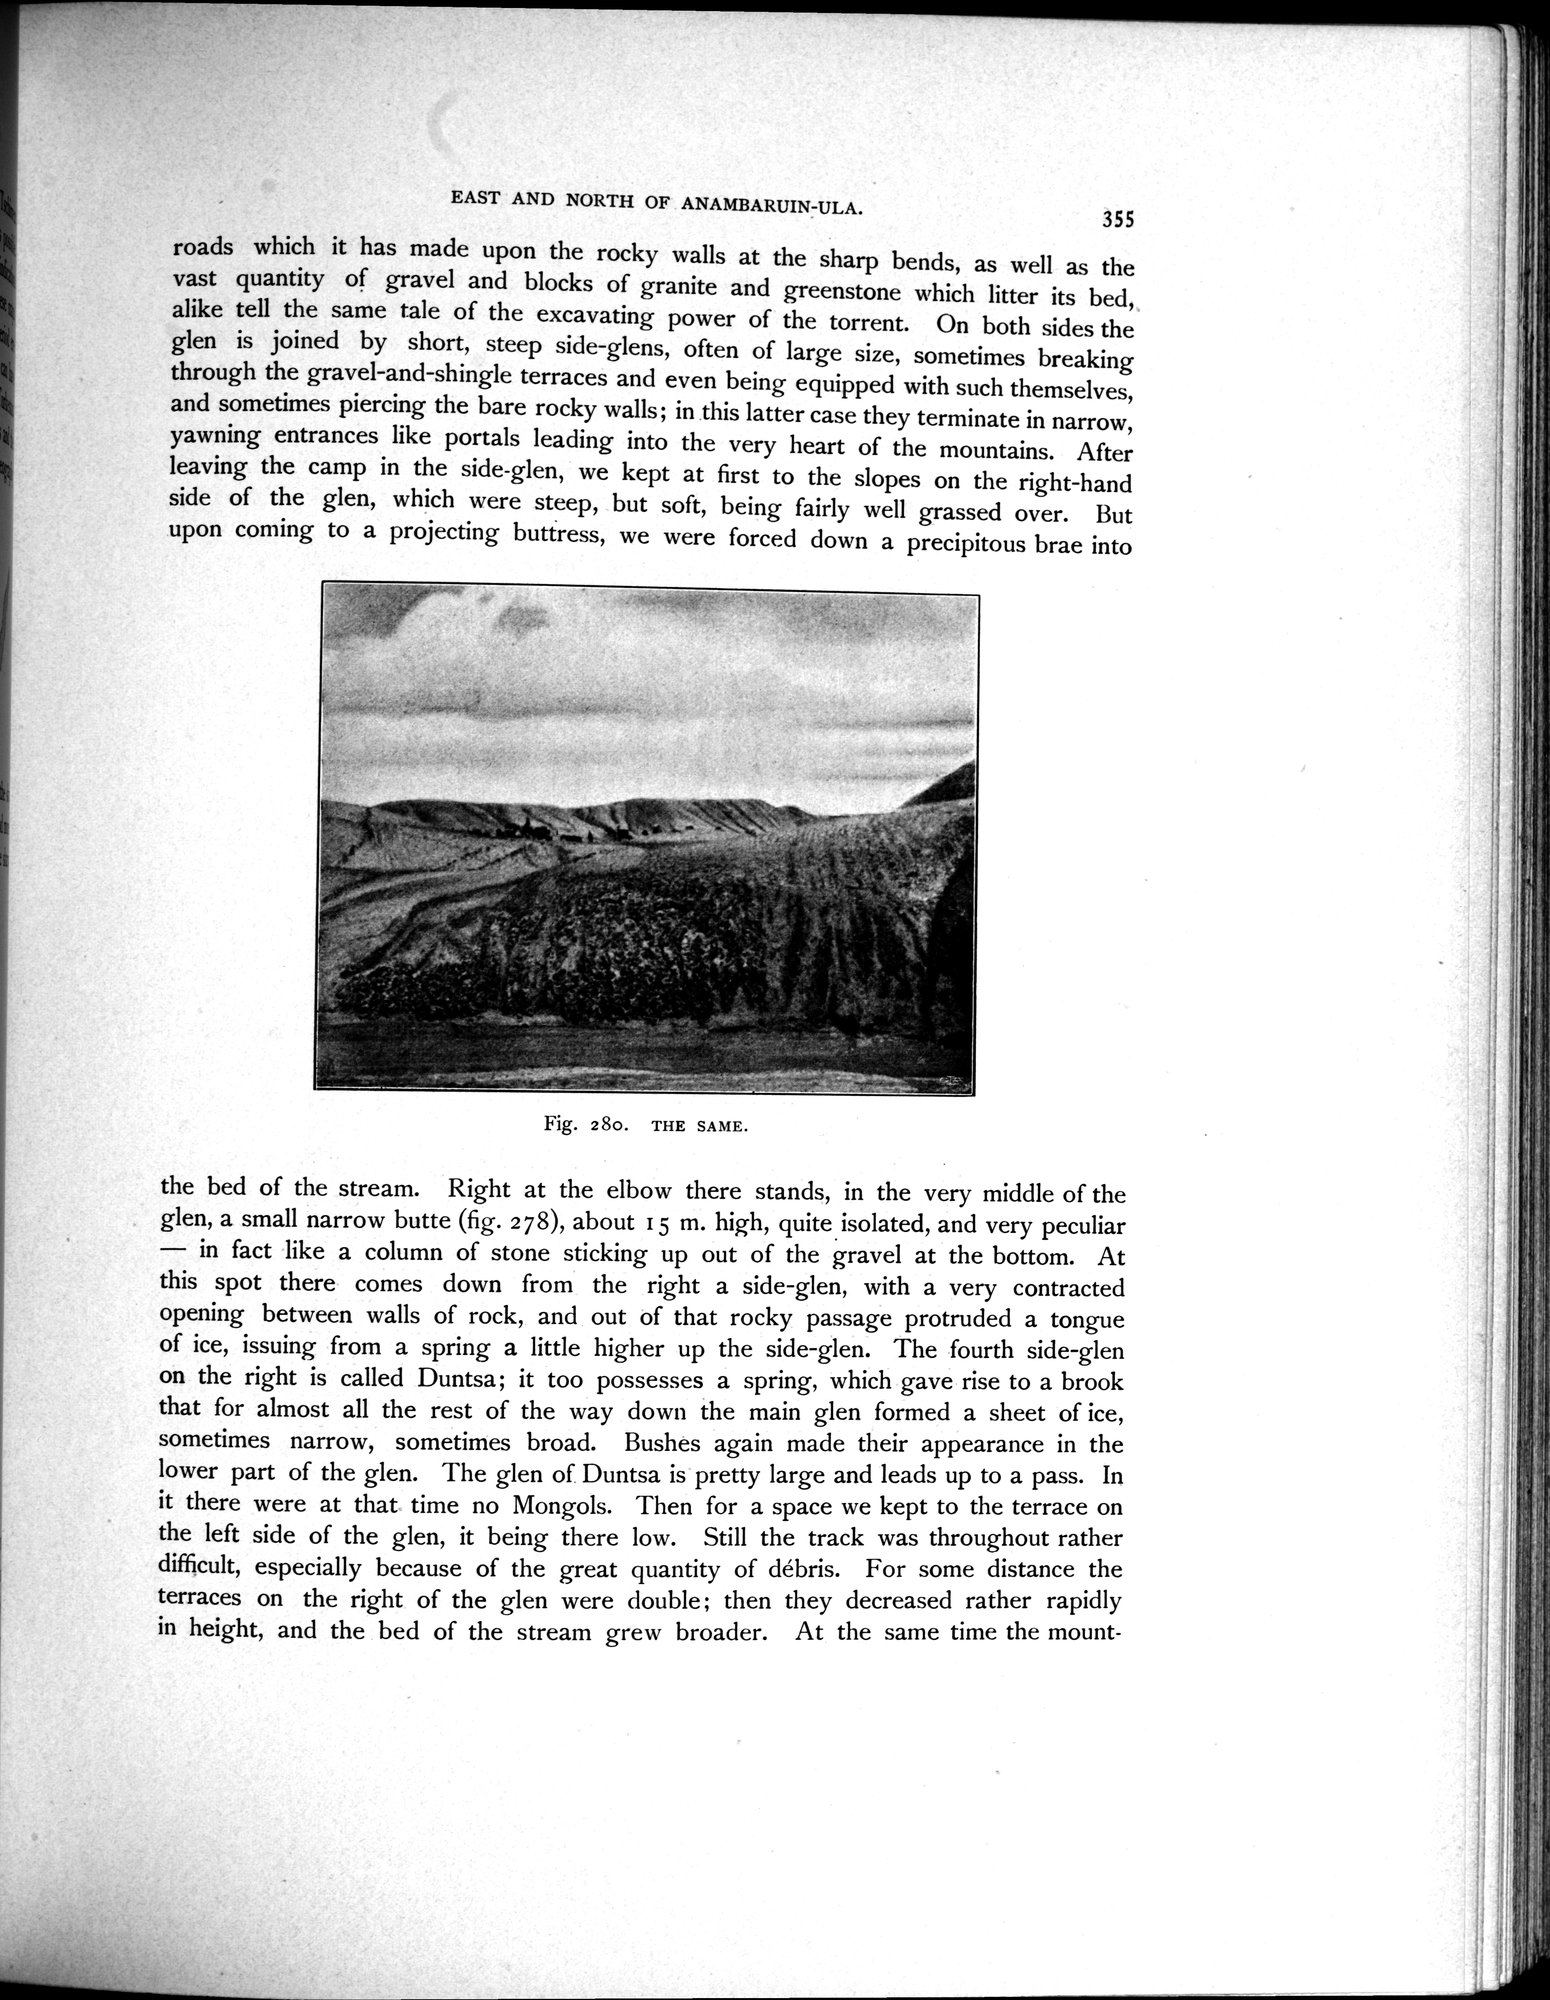 EAST AND NORTH OF ANAMBARUIN-ULA.
355
roads which it has made upon the rocky walls at the sharp bends, as well as the
vast quantity of gravel and blocks of granite and greenstone which litter its bed,
alike tell the same tale of the excavating power of the torrent. On both sides the
glen is joined by short, steep side-glens, often of large size, sometimes breaking
through the gravel-and-shingle terraces and even being equipped with such themselves,
and sometimes piercing the bare rocky walls; in this latter case they terminate in narrow,
yawning entrances like portals leading into the very heart of the mountains. After
leaving the camp in the side-glen, we kept at first to the slopes on the right-hand
side of the glen, which were steep, but soft, being fairly well grassed over. But
upon coming to a projecting buttress, we were forced down a precipitous brae into
Fig. 280. THE SAME.
the bed of the stream. Right at the elbow there stands, in the very middle of the
glen, a small narrow butte (fig. 278), about 15 m. high, quite isolated, and very peculiar
— in fact like a column of stone sticking up out of the gravel at the bottom. At
this spot there comes down from the right a side-glen, with a very contracted
opening between walls of rock, and out of that rocky passage protruded a tongue
of ice, issuing from a spring a little higher up the side-glen. The fourth side-glen
on the right is called Duntsa; it too possesses a spring, which gave rise to a brook
that for almost all the rest of the way down the main glen formed a sheet of ice,
sometimes narrow, sometimes broad. Bushes again made their appearance in the
lower part of the glen. The glen of Duntsa is pretty large and leads up to a pass. In
it there were at that time no Mongols. Then for a space we kept to the terrace on
the left side of the glen, it being there low. Still the track was throughout rather
difficult, especially because of the great quantity of débris. For some distance the
terraces on the right of the glen were double; then they decreased rather rapidly
in height, and the bed of the stream grew broader. At the same time the mount-